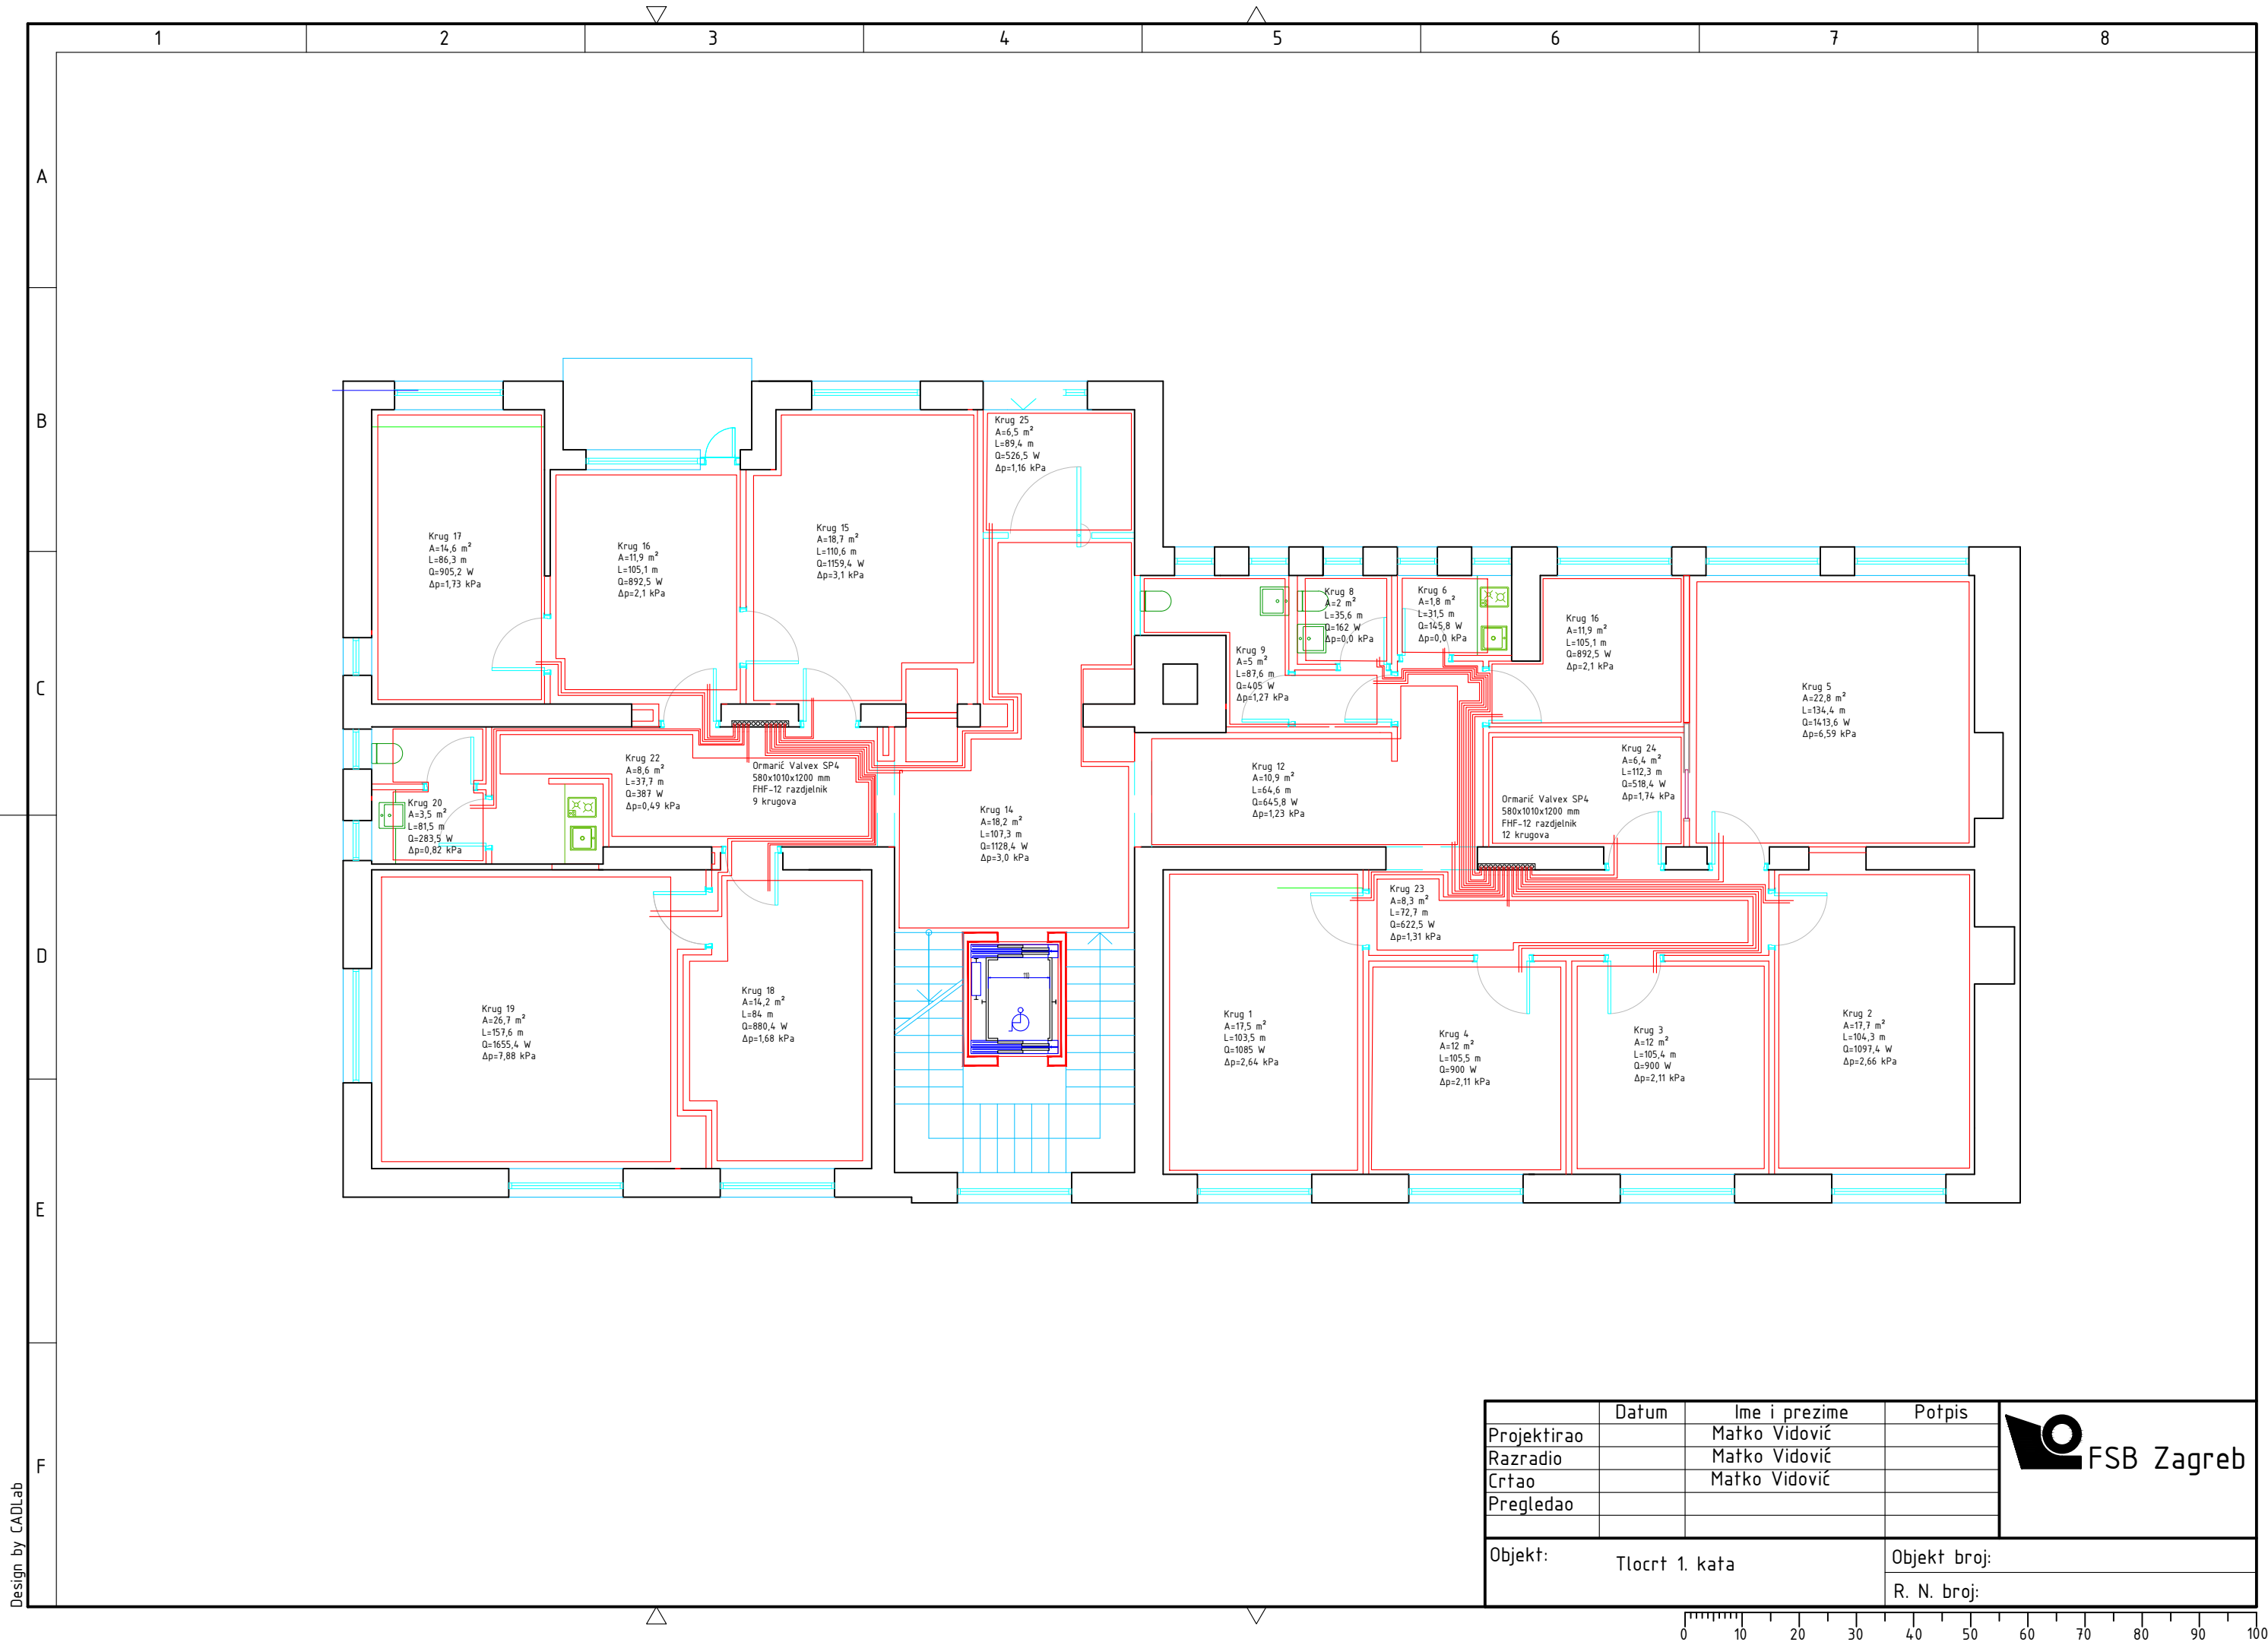 1 2 3 4 5 6 7 8
A
B
C
D
E
F
Krug 25
A=6,5 m²
L=89,4 m
Q=526,5 W
Δp=1,16 kPa
Krug 17
A=14,6 m²
L=86,3 m
Q=905,2 W
Δp=1,73 kPa
Krug 16
A=11,9 m²
L=105,1 m
Q=892,5 W
Δp=2,1 kPa
Krug 15
A=18,7 m²
L=110,6 m
Q=1159,4 W
Δp=3,1 kPa
Krug 9
A=5 m²
L=87,6 m
Q=405 W
Δp=1,27 kPa
Krug 8
A=2 m²
L=35,6 m
Q=162 W
Δp=0,0 kPa
Krug 6
A=1,8 m²
L=31,5 m
Q=145,8 W
Δp=0,0 kPa
Krug 16
A=11,9 m²
L=105,1 m
Q=892,5 W
Δp=2,1 kPa
Krug 5
A=22,8 m²
L=134,4 m
Q=1413,6 W
Δp=6,59 kPa
Krug 20
A=3,5 m²
L=81,5 m
Q=283,5 W
Δp=0,82 kPa
Krug 22
A=8,6 m²
L=37,7 m
Q=387 W
Δp=0,49 kPa
Ormarić Valvex SP4
580x1010x1200 mm
FHF-12 razdjelnik
9 krugova
Krug 14
A=18,2 m²
L=107,3 m
Q=1128,4 W
Δp=3,0 kPa
Krug 12
A=10,9 m²
L=64,6 m
Q=645,8 W
Δp=1,23 kPa
Krug 24
A=6,4 m²
L=112,3 m
Q=518,4 W
Δp=1,74 kPa
Ormarić Valvex SP4
580x1010x1200 mm
FHF-12 razdjelnik
12 krugova
Krug 23
A=8,3 m²
L=72,7 m
Q=622,5 W
Δp=1,31 kPa
Krug 19
A=26,7 m²
L=157,6 m
Q=1655,4 W
Δp=7,88 kPa
Krug 18
A=14,2 m²
L=84 m
Q=880,4 W
Δp=1,68 kPa
Krug 1
A=17,5 m²
L=103,5 m
Q=1085 W
Δp=2,64 kPa
Krug 4
A=12 m²
L=105,5 m
Q=900 W
Δp=2,11 kPa
Krug 3
A=12 m²
L=105,4 m
Q=900 W
Δp=2,11 kPa
Krug 2
A=17,7 m²
L=104,3 m
Q=1097,4 W
Δp=2,66 kPa
Datum Ime i prezime Potpis
Projektirao Matko Vidović
Razradio Matko Vidović
Crtao Matko Vidović
Pregledao
FSB Zagreb
Objekt: Tlocrt 1. kata
Objekt broj:
R. N. broj:
Design by CADLab
0 10 20 30 40 50 60 70 80 90 100